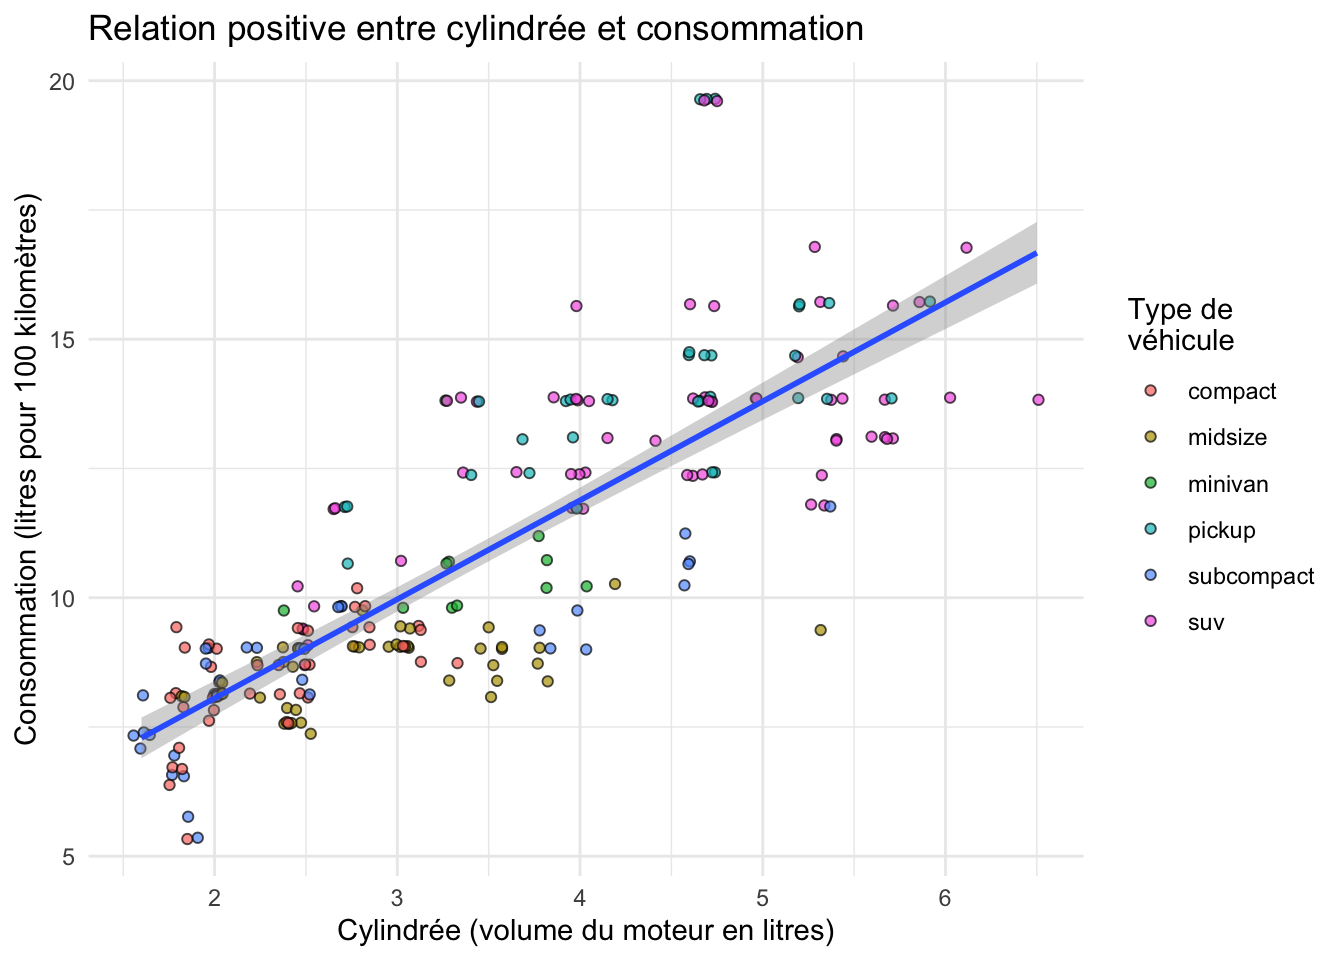 Relation positive entre cylindrée et consommation
Consommation (litres pour 100 kilomètres)
20
15
10
5
2
3
4
5
6
Cylindrée (volume du moteur en litres)
Type de
véhicule
compact
midsize
minivan
pickup
subcompact
suv